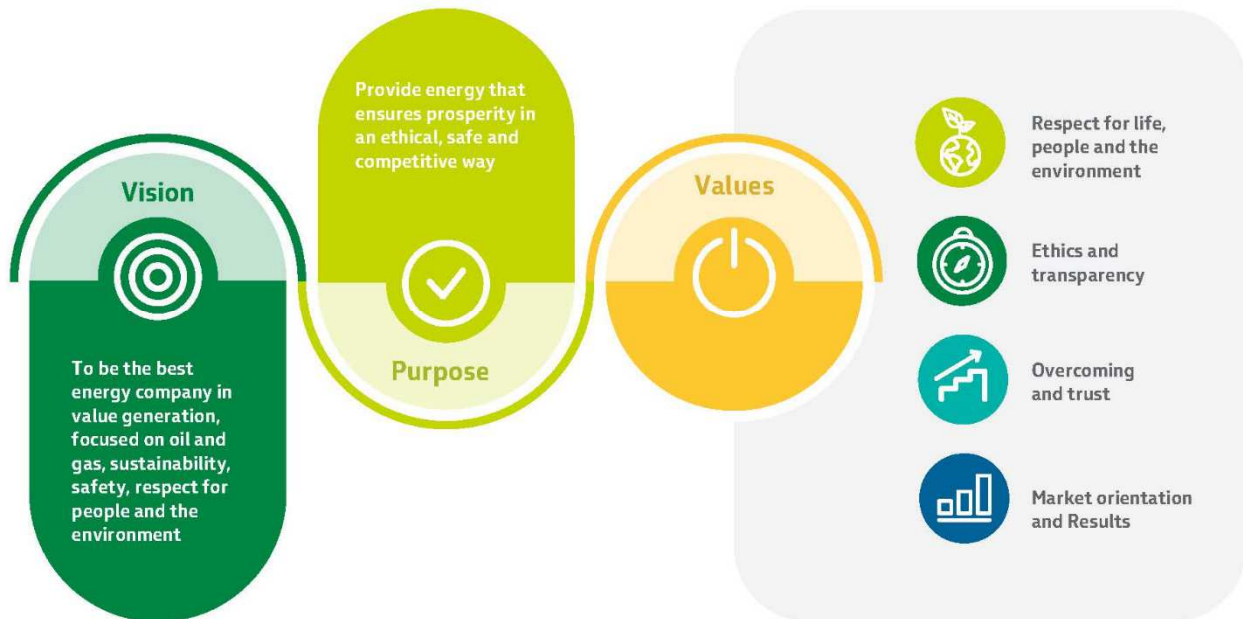 Vision
To be the best
energy company in
value generation,
focused on oil and
gas, sustainability,
safety, respect for
people and the
environment
Provide energy that
ensures prosperity in
an ethical, safe and
competitive way
Purpose
Values
Respect for life,
people and the
environment
Ethics and
transparency
Overcoming
and trust
Market orientation
and Results